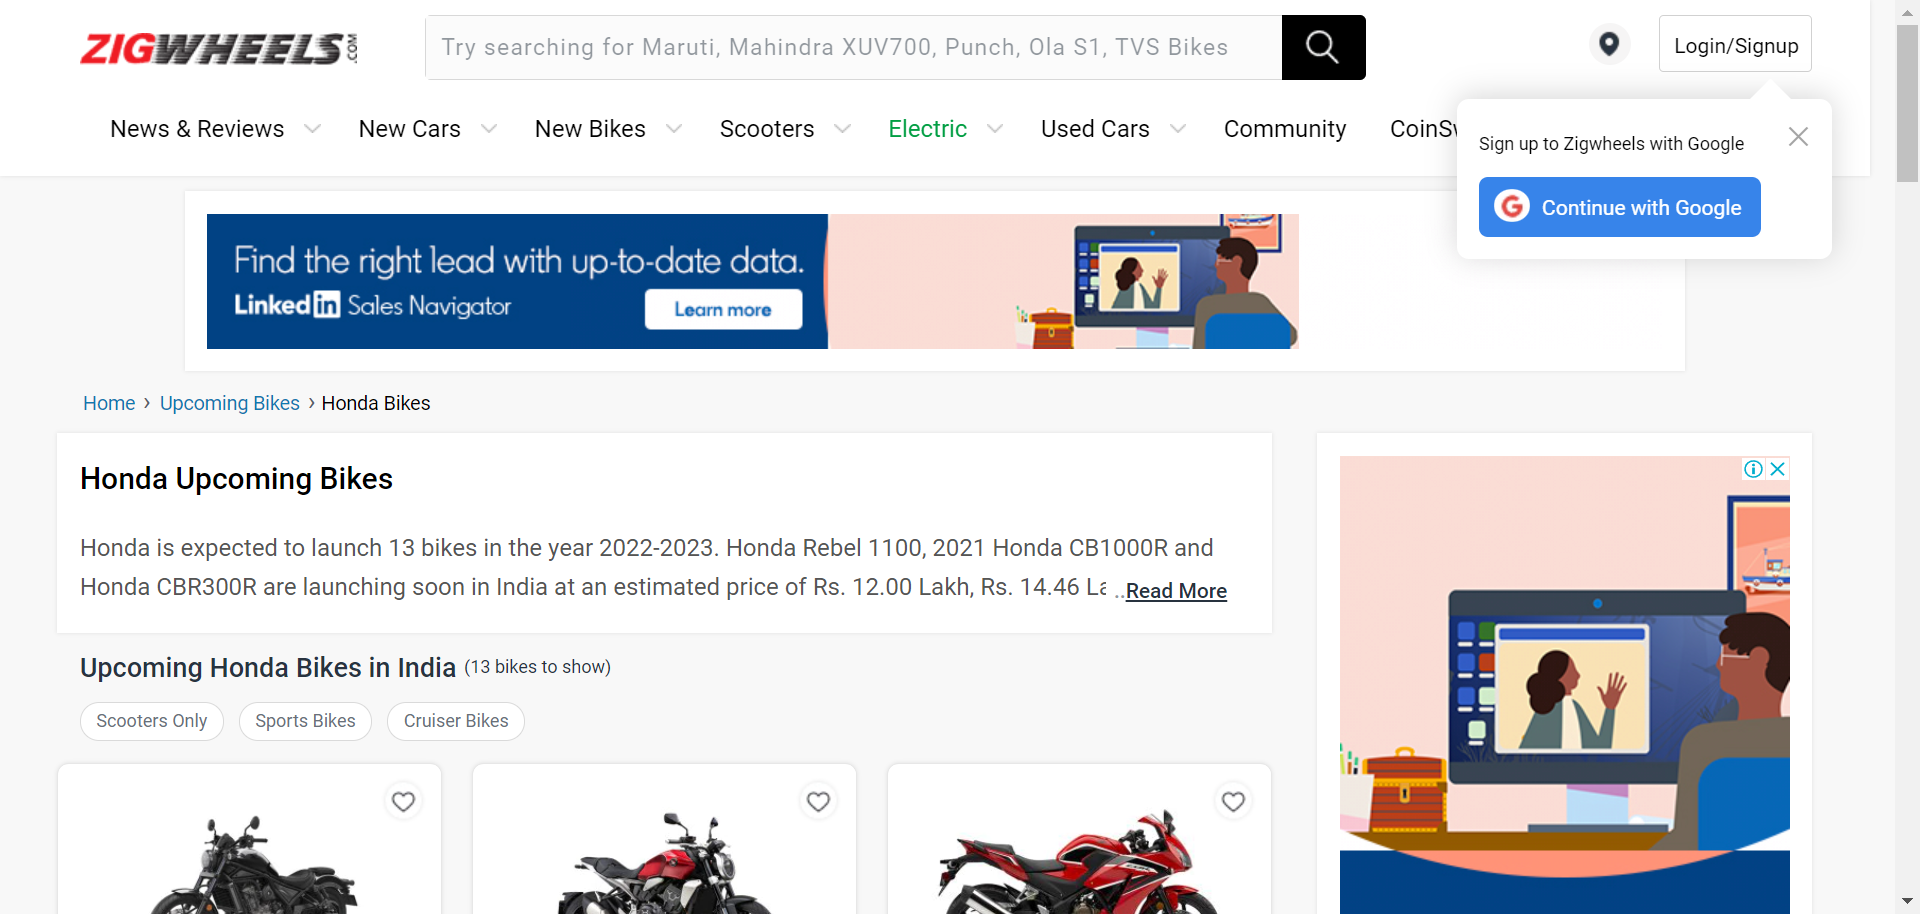 ZIGWHEELS.COM
Try searching for Maruti, Mahindra XUV700, Punch, Ola S1, TVS Bikes
Login/Signup
News & Reviews
New Cars
New Bikes
Scooters
Electric
Used Cars
Community
CoinSw
Sign up to Zigwheels with Google
G Continue with Google
Find the right lead with up-to-date data.
Linked in Sales Navigator
Learn more
Home › Upcoming Bikes › Honda Bikes
Honda Upcoming Bikes
Honda is expected to launch 13 bikes in the year 2022-2023. Honda Rebel 1100, 2021 Honda CB1000R and
Honda CBR300R are launching soon in India at an estimated price of Rs. 12.00 Lakh, Rs. 14.46 La ..Read More
Upcoming Honda Bikes in India (13 bikes to show)
Scooters Only
Sports Bikes
Cruiser Bikes